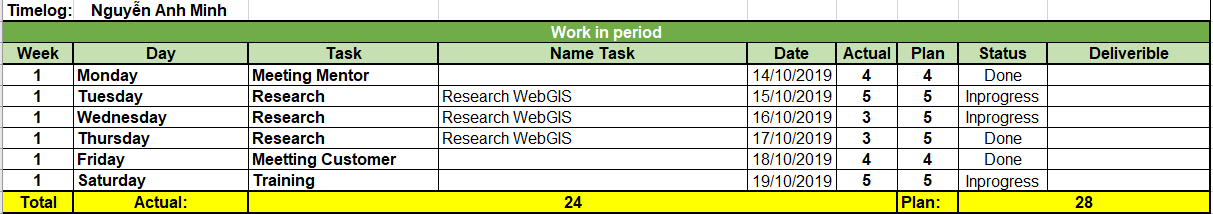 Timelog: Nguyễn Anh Minh
Work in period
Week Day Task Name Task Date Actual Plan Status Deliverible
1 Monday Meeting Mentor 14/10/2019 4 4 Done
1 Tuesday Research Research WebGIS 15/10/2019 5 5 Inprogress
1 Wednesday Research Research WebGIS 16/10/2019 3 5 Inprogress
1 Thursday Research Research WebGIS 17/10/2019 3 5 Done
1 Friday Meetting Customer 18/10/2019 4 4 Done
1 Saturday Training 19/10/2019 5 5 Inprogress
Total Actual: 24 Plan: 28